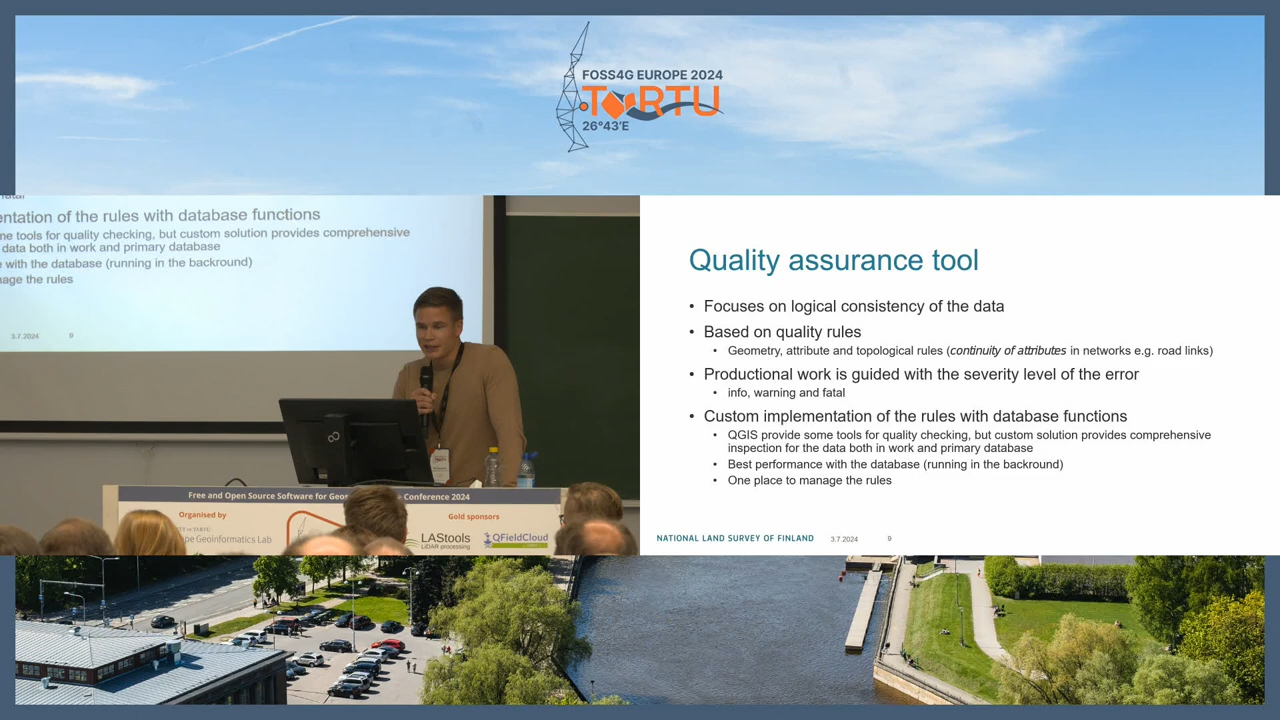 FOSS4G EUROPE 2024
TARTU
26°43'E
entation of the rules with database functions
me tools for quality checking, but custom solution provides comprehensive
data both in work and primary database
e with the database (running in the backround)
nage the rules
3.7.2024 9
Free and Open Source Software for Geos
Conference 2024
Organised by
Gold sponsors
pe Geoinformatics Lab
LAStools
LiDAR processing
QFieldCloud
Quality assurance tool
• Focuses on logical consistency of the data
• Based on quality rules
• Geometry, attribute and topological rules (continuity of attributes in networks e.g. road links)
• Productional work is guided with the severity level of the error
• info, warning and fatal
• Custom implementation of the rules with database functions
• QGIS provide some tools for quality checking, but custom solution provides comprehensive
inspection for the data both in work and primary database
• Best performance with the database (running in the backround)
• One place to manage the rules
NATIONAL LAND SURVEY OF FINLAND 3.7.2024 9